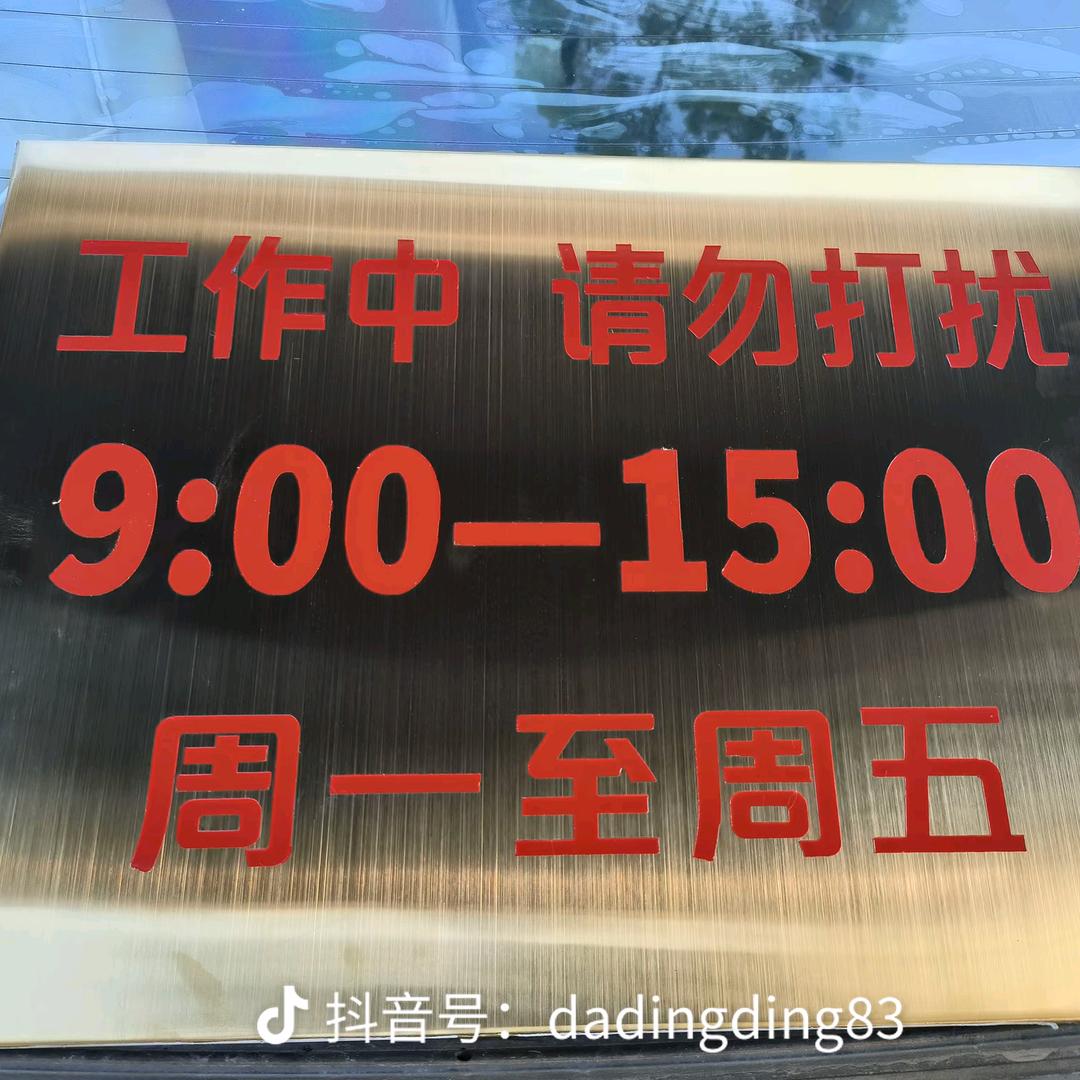 工作中 请勿打扰
9:00—15:00
周一至周五
抖音号：dadingding83